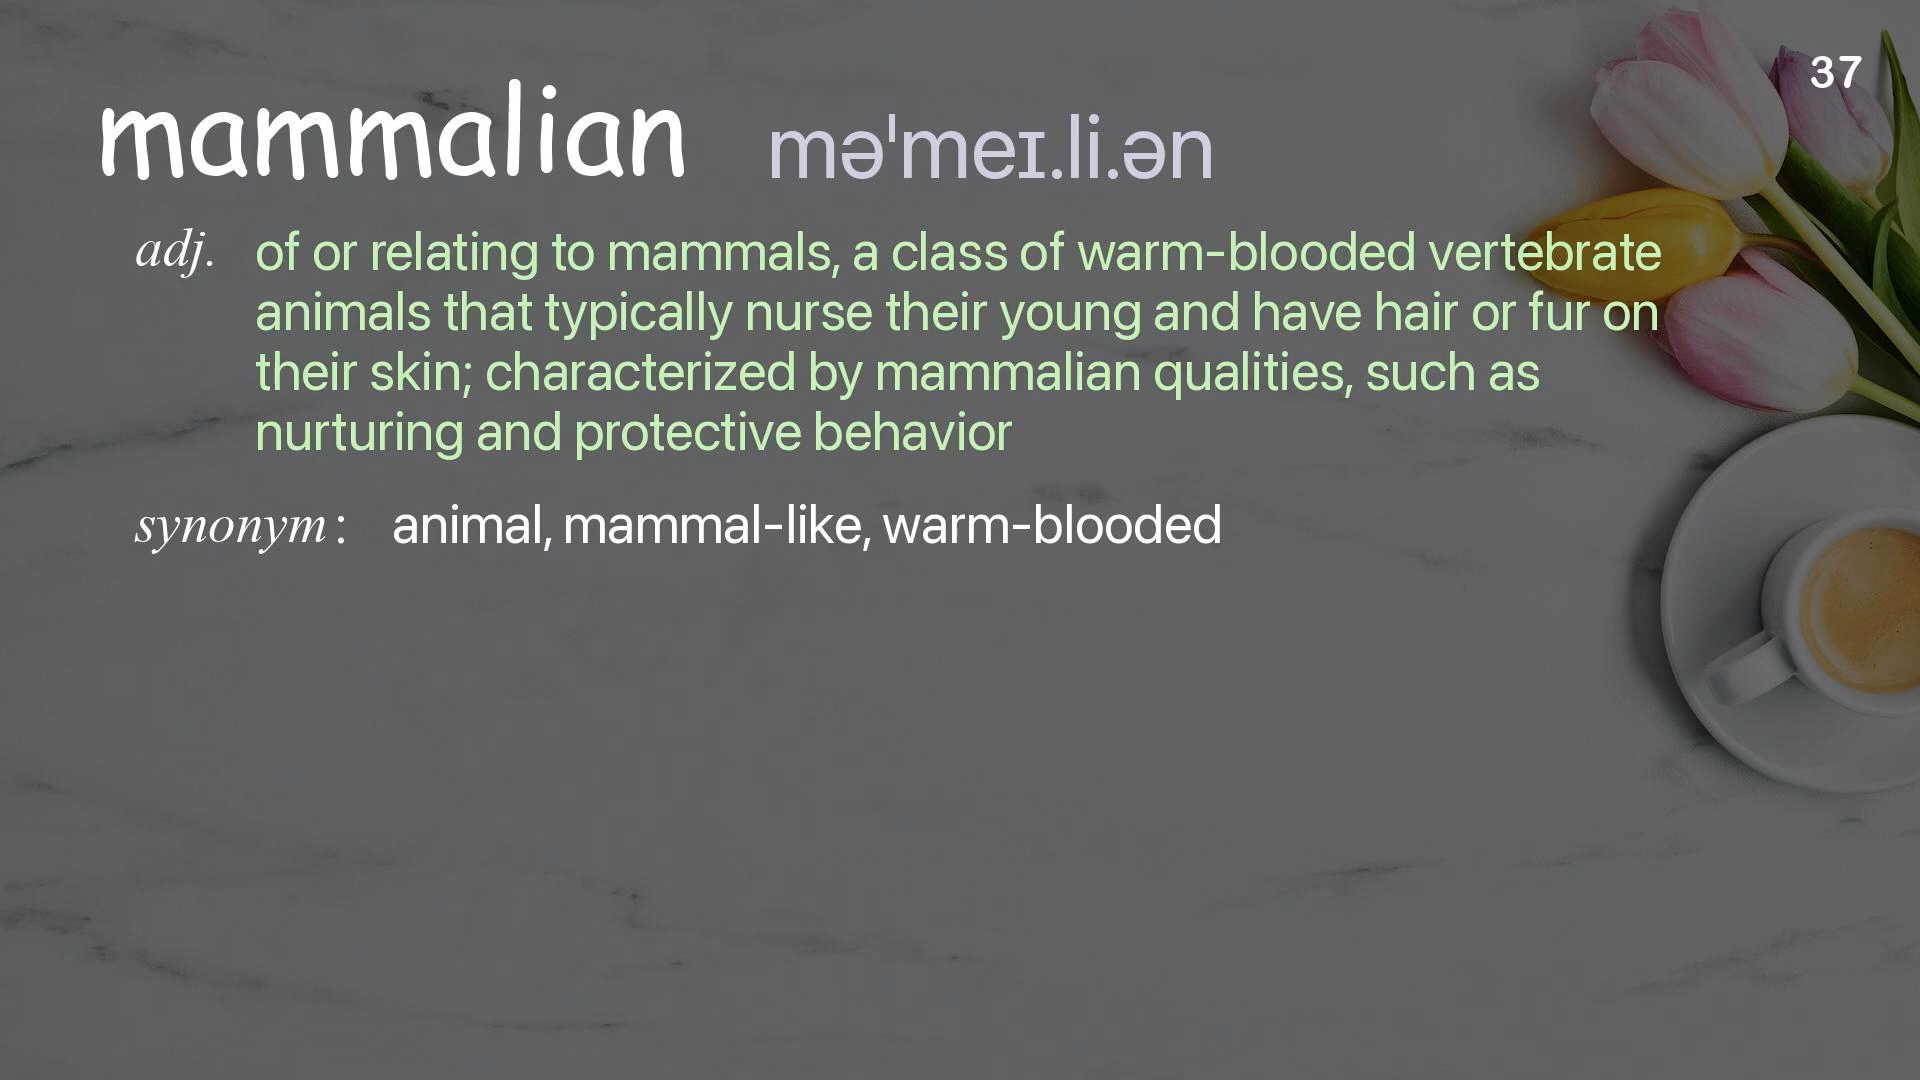 37
mammalian məˈmeɪ.li.ən
adj. of or relating to mammals, a class of warm-blooded vertebrate
animals that typically nurse their young and have hair or fur on
their skin; characterized by mammalian qualities, such as
nurturing and protective behavior
synonym : animal, mammal-like, warm-blooded